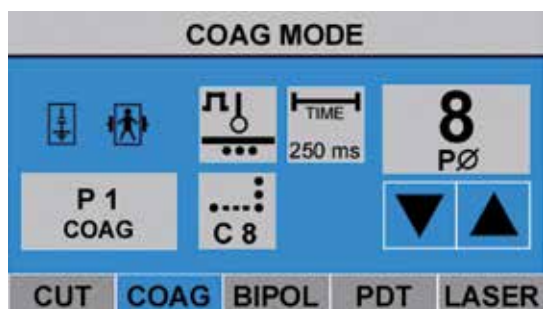 COAG MODE
TIME
250 ms
8
PØ
P 1
COAG
C 8
CUT COAG BIPOL PDT LASER